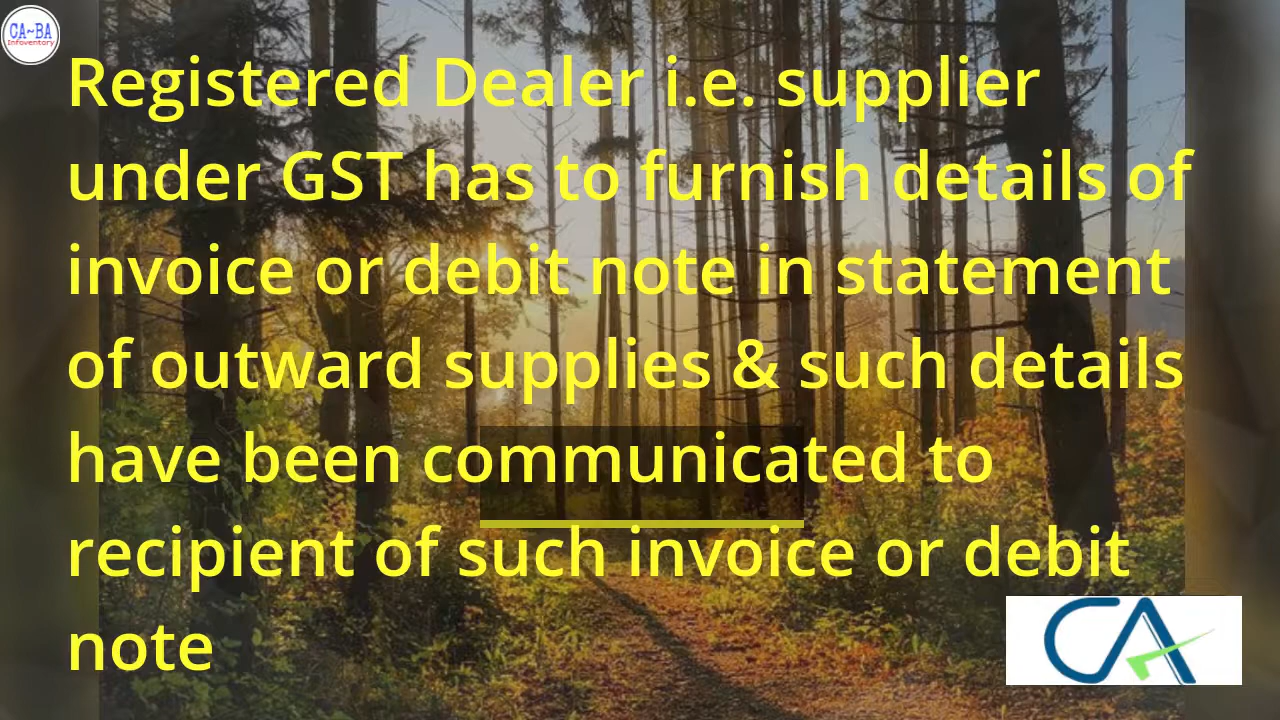 CA~BA
Infoventory
Registered Dealer i.e. supplier
under GST has to furnish details of
invoice or debit note in statement
of outward supplies & such details
have been communicated to
recipient of such invoice or debit
note
CA